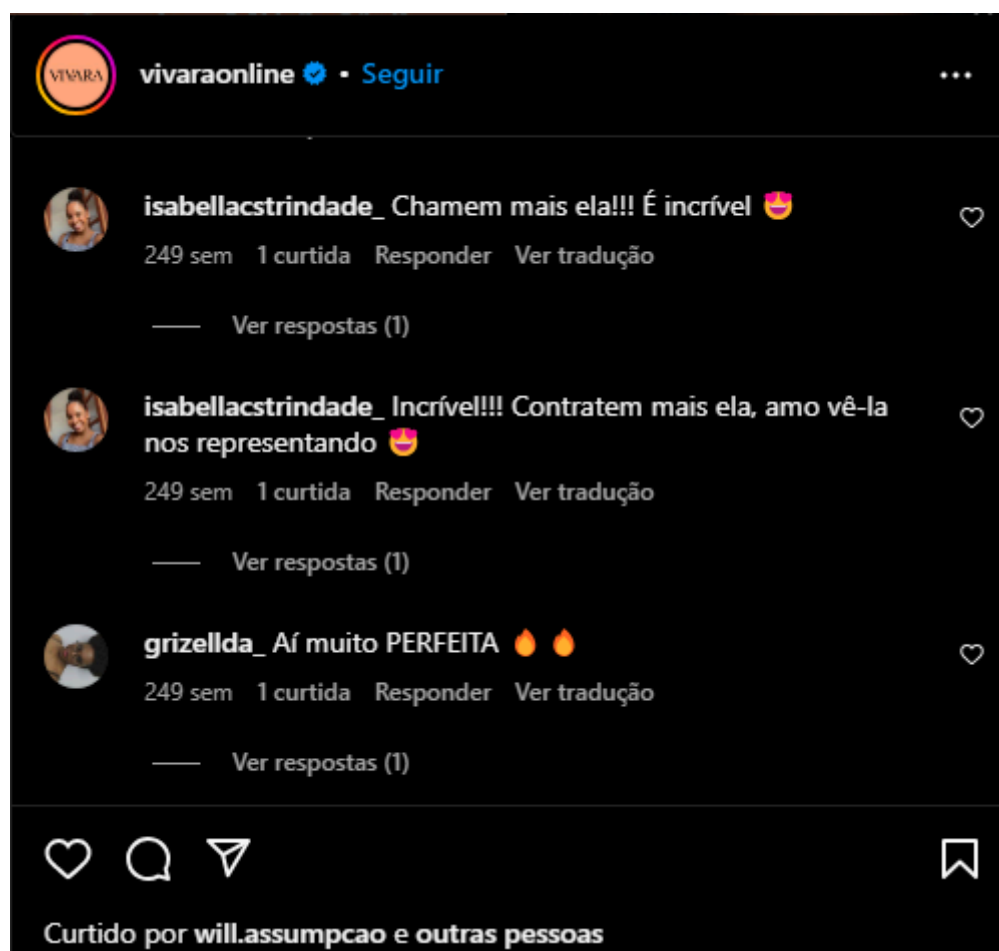 VIVARA
vivaraonline • Seguir
isabellacstrindade_ Chamem mais ela!!! É incrível 😍
249 sem 1 curtida Responder Ver tradução
Ver respostas (1)
isabellacstrindade_ Incrível!!! Contratem mais ela, amo vê-la
nos representando 😍
249 sem 1 curtida Responder Ver tradução
Ver respostas (1)
grizellda_ Aí muito PERFEITA 🔥 🔥
249 sem 1 curtida Responder Ver tradução
Ver respostas (1)
Curtido por will.assumpcao e outras pessoas